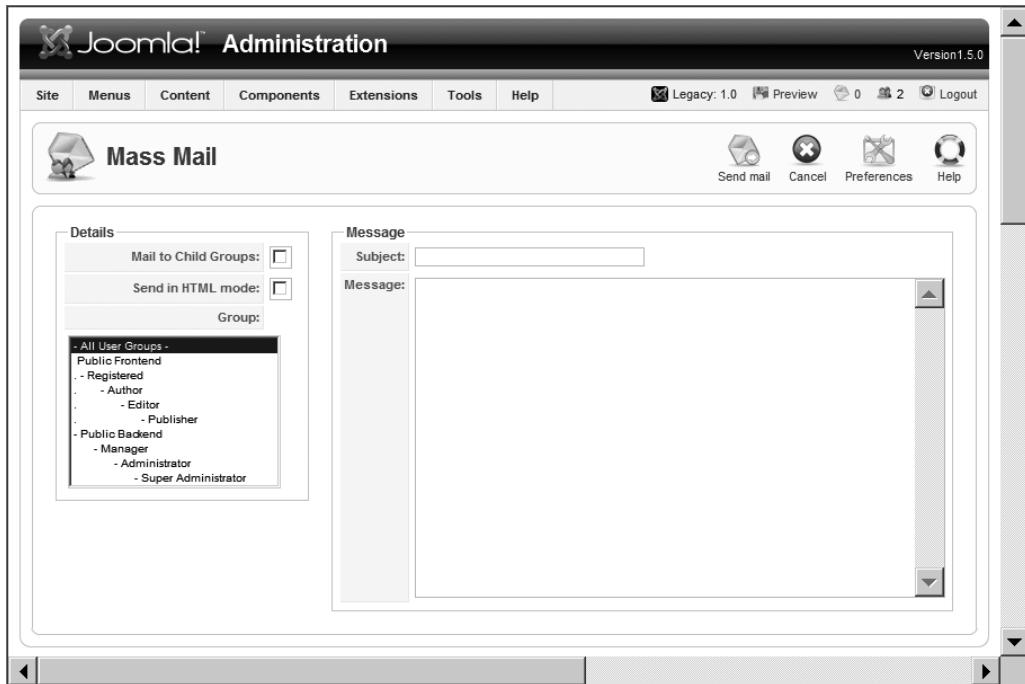 Joomla! Administration
Version1.5.0
Site Menus Content Components Extensions Tools Help Legacy: 1.0 Preview 0 2 Logout
Mass Mail
Send mail Cancel Preferences Help
Details
Mail to Child Groups:
Send in HTML mode:
Group:
- All User Groups -
Public Frontend
. - Registered
. - Author
. - Editor
. - Publisher
- Public Backend
- Manager
- Administrator
- Super Administrator
Message
Subject:
Message: